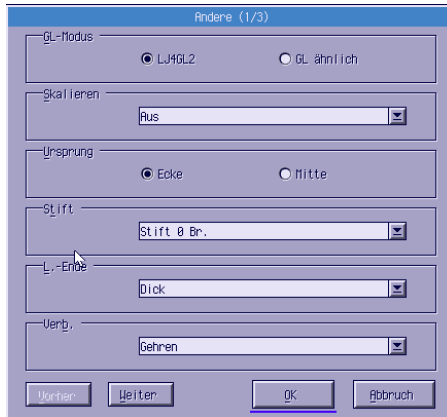 Andere (1/3)
GL-Modus
LJ4GL2 GL ähnlich
Skalieren
Aus
Ursprung
Ecke Mitte
Stift
Stift 0 Br.
L.-Ende
Dick
Verb.
Gehren
Vorher Weiter OK Abbruch